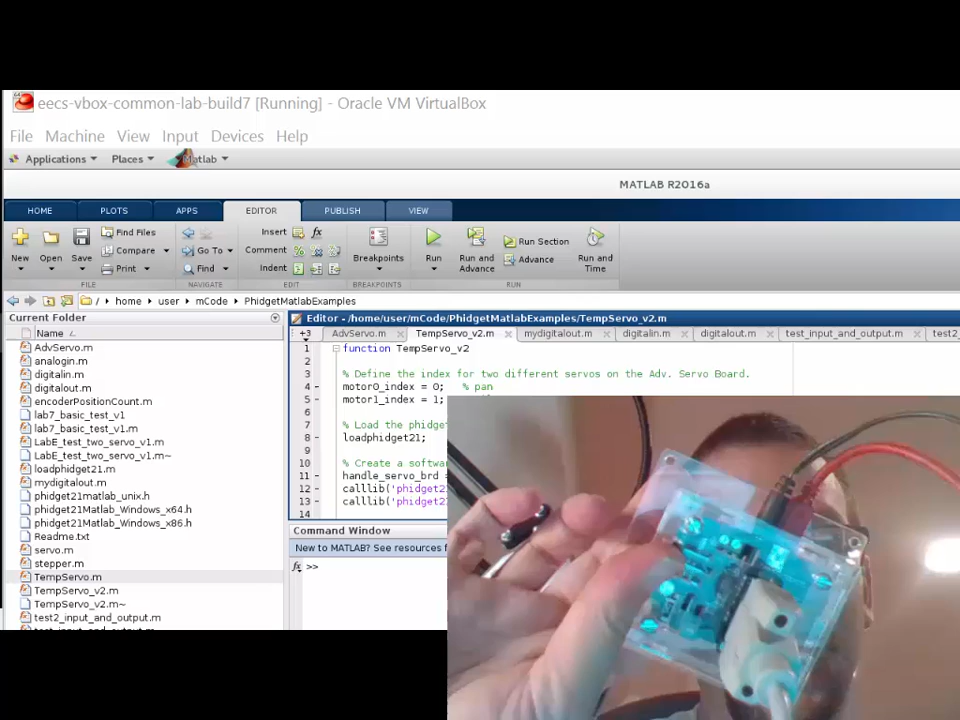 eecs-vbox-common-lab-build7 [Running] - Oracle VM VirtualBox
File Machine View Input Devices Help
Applications Places Matlab
MATLAB R2016a
HOME PLOTS APPS EDITOR PUBLISH VIEW
New Open Save Find Files Compare Print Go To Find Insert fx Comment Indent Breakpoints Run Run and Advance Run Section Advance Run and Time
FILE NAVIGATE EDIT BREAKPOINTS RUN
/ home user mCode PhidgetMatlabExamples
Current Folder
Name
AdvServo.m
analogin.m
digitalin.m
digitalout.m
encoderPositionCount.m
lab7_basic_test_v1
lab7_basic_test_v1.m
LabE_test_two_servo_v1.m
LabE_test_two_servo_v1.m~
loadphidget21.m
mydigitalout.m
phidget21matlab_unix.h
phidget21Matlab_Windows_x64.h
phidget21Matlab_Windows_x86.h
Readme.txt
servo.m
stepper.m
TempServo.m
TempServo_v2.m
TempServo_v2.m~
test2_input_and_output.m
test_input_and_output.m
Editor - /home/user/mCode/PhidgetMatlabExamples/TempServo_v2.m
+3 AdvServo.m TempServo_v2.m mydigitalout.m digitalin.m digitalout.m test_input_and_output.m test2
1 function TempServo_v2
2
3 % Define the index for two different servos on the Adv. Servo Board.
4 motor0_index = 0; % pan
5 motor1_index = 1;
6
7 % Load the phidget
8 loadphidget21;
9
10 % Create a softwa
11 handle_servo_brd =
12 calllib('phidget21
13 calllib('phidget21
14
Command Window
New to MATLAB? See resources f
fx >>